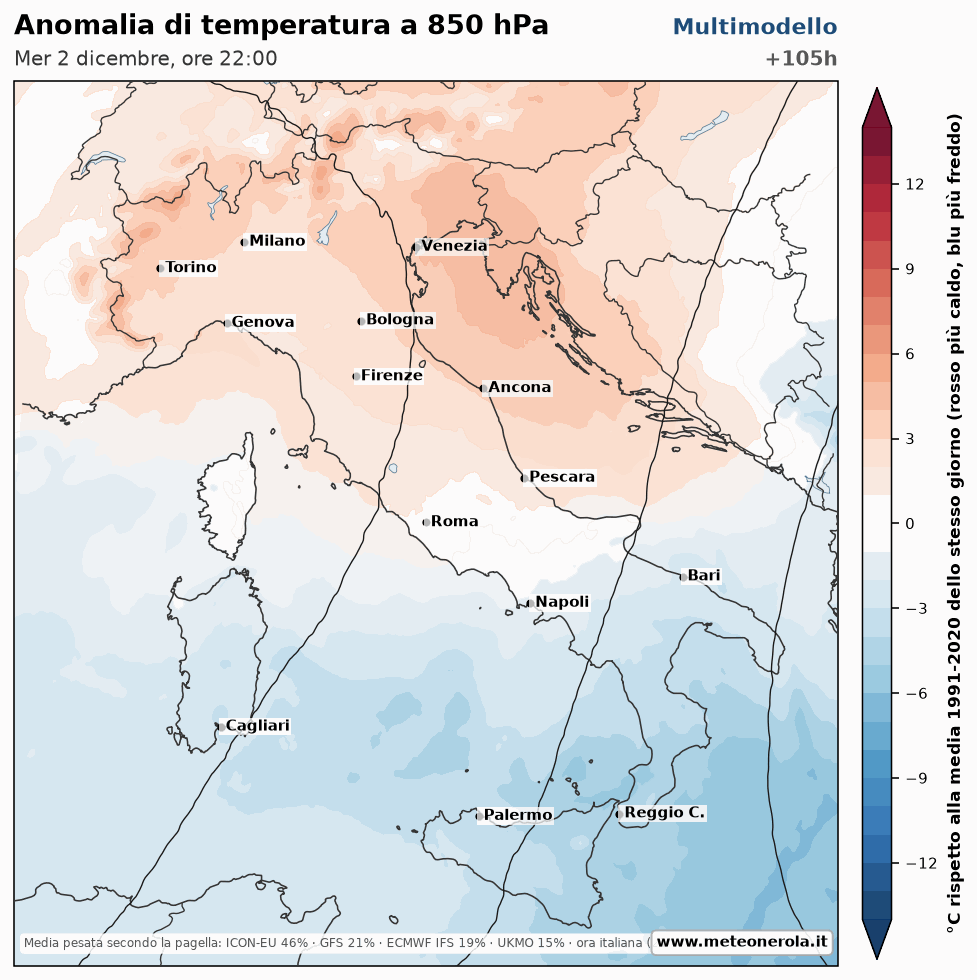 Anomalia di temperatura a 850 hPa
Multimodello
Mer 2 dicembre, ore 22:00
+105h
Milano
Venezia
Torino
Genova
Bologna
Firenze
Ancona
Pescara
Roma
Bari
Napoli
Cagliari
Palermo
Reggio C.
12
9
6
3
0
−3
−6
−9
−12
°C rispetto alla media 1991-2020 dello stesso giorno (rosso più caldo, blu più freddo)
Media pesata secondo la pagella: ICON-EU 46% · GFS 21% · ECMWF IFS 19% · UKMO 15% · ora italiana (
www.meteonerola.it